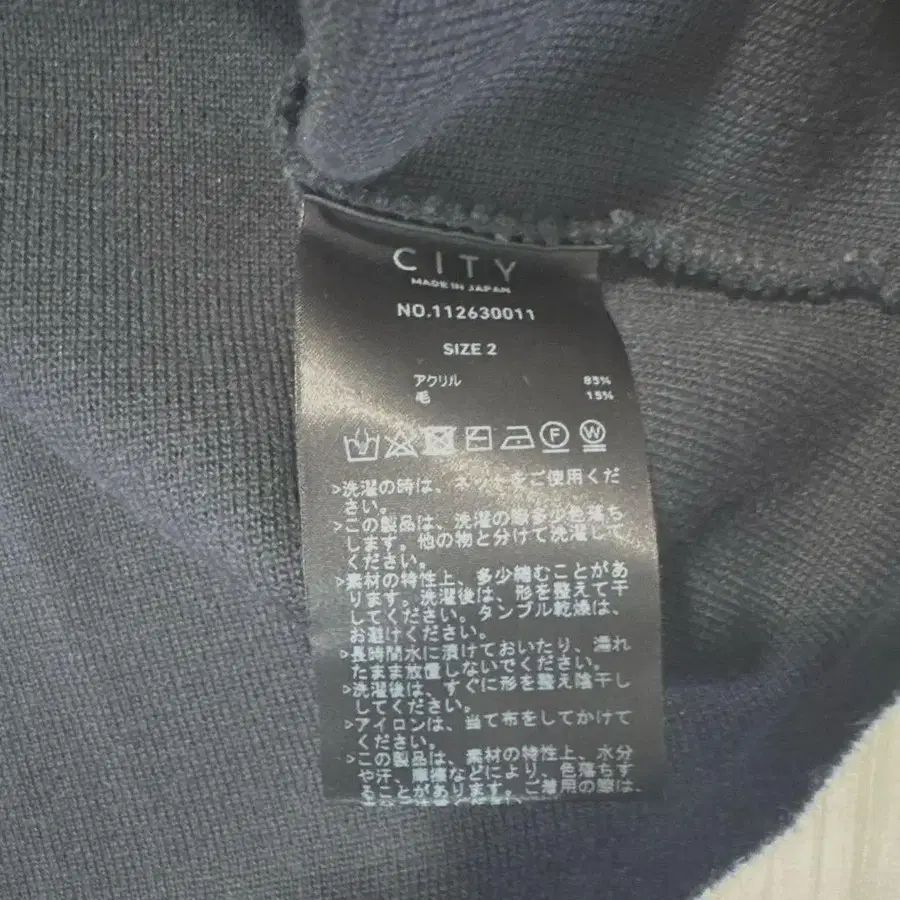 CITY
MADE IN JAPAN
NO.112630011
SIZE 2
アクリル 85%
毛 15%
F W
>洗濯の時は、ネットをご使用くだ
さい。
>この製品は、洗濯の際多少色落ち
します。他の物と分けて洗濯して
ください。
>素材の特性上、多少縮むことがあ
ります。洗濯後は、形を整えて干
してください。タンブル乾燥は、
お避けください。
>長時間水に漬けておいたり、濡れ
たまま放置しないでください。
>洗濯後は、すぐに形を整え陰干し
してください。
>アイロンは、当て布をしてかけて
ください。
>この製品は、素材の特性上、水分
や汗、摩擦などにより、色落ちす
ることがあります。ご着用の際は、